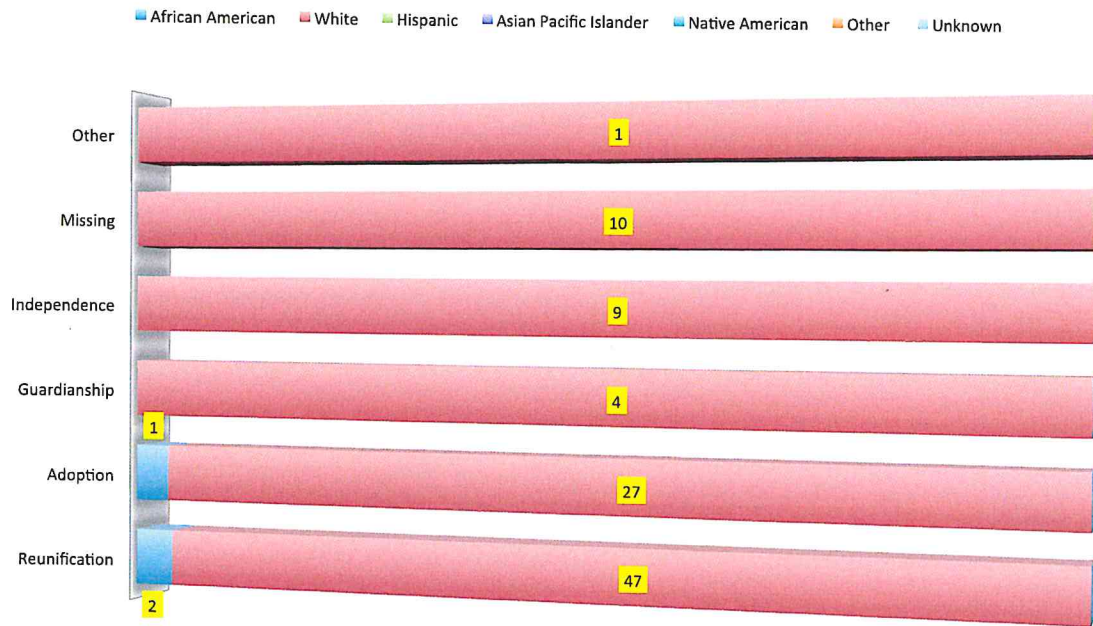 African American White Hispanic Asian Pacific Islander Native American Other Unknown
Other 1
Missing 10
Independence 9
Guardianship 4
1
Adoption 27
Reunification 47
2